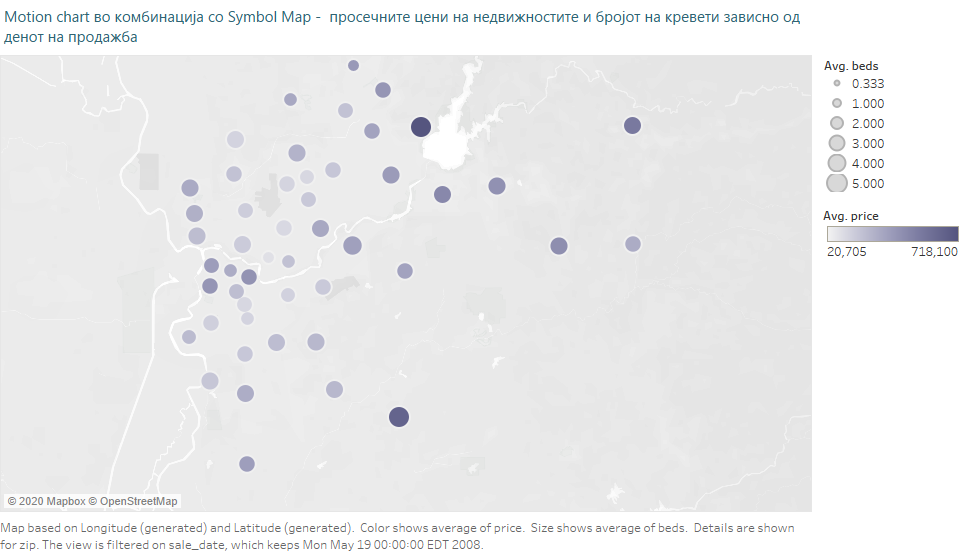 Motion chart во комбинација со Symbol Map -  просечните цени на недвижностите и бројот на кревети зависно од
денот на продажба
Avg. beds
0.333
1.000
2.000
3.000
4.000
5.000
Avg. price
20,705 718,100
© 2020 Mapbox © OpenStreetMap
Map based on Longitude (generated) and Latitude (generated).  Color shows average of price.  Size shows average of beds.  Details are shown
for zip. The view is filtered on sale_date, which keeps Mon May 19 00:00:00 EDT 2008.